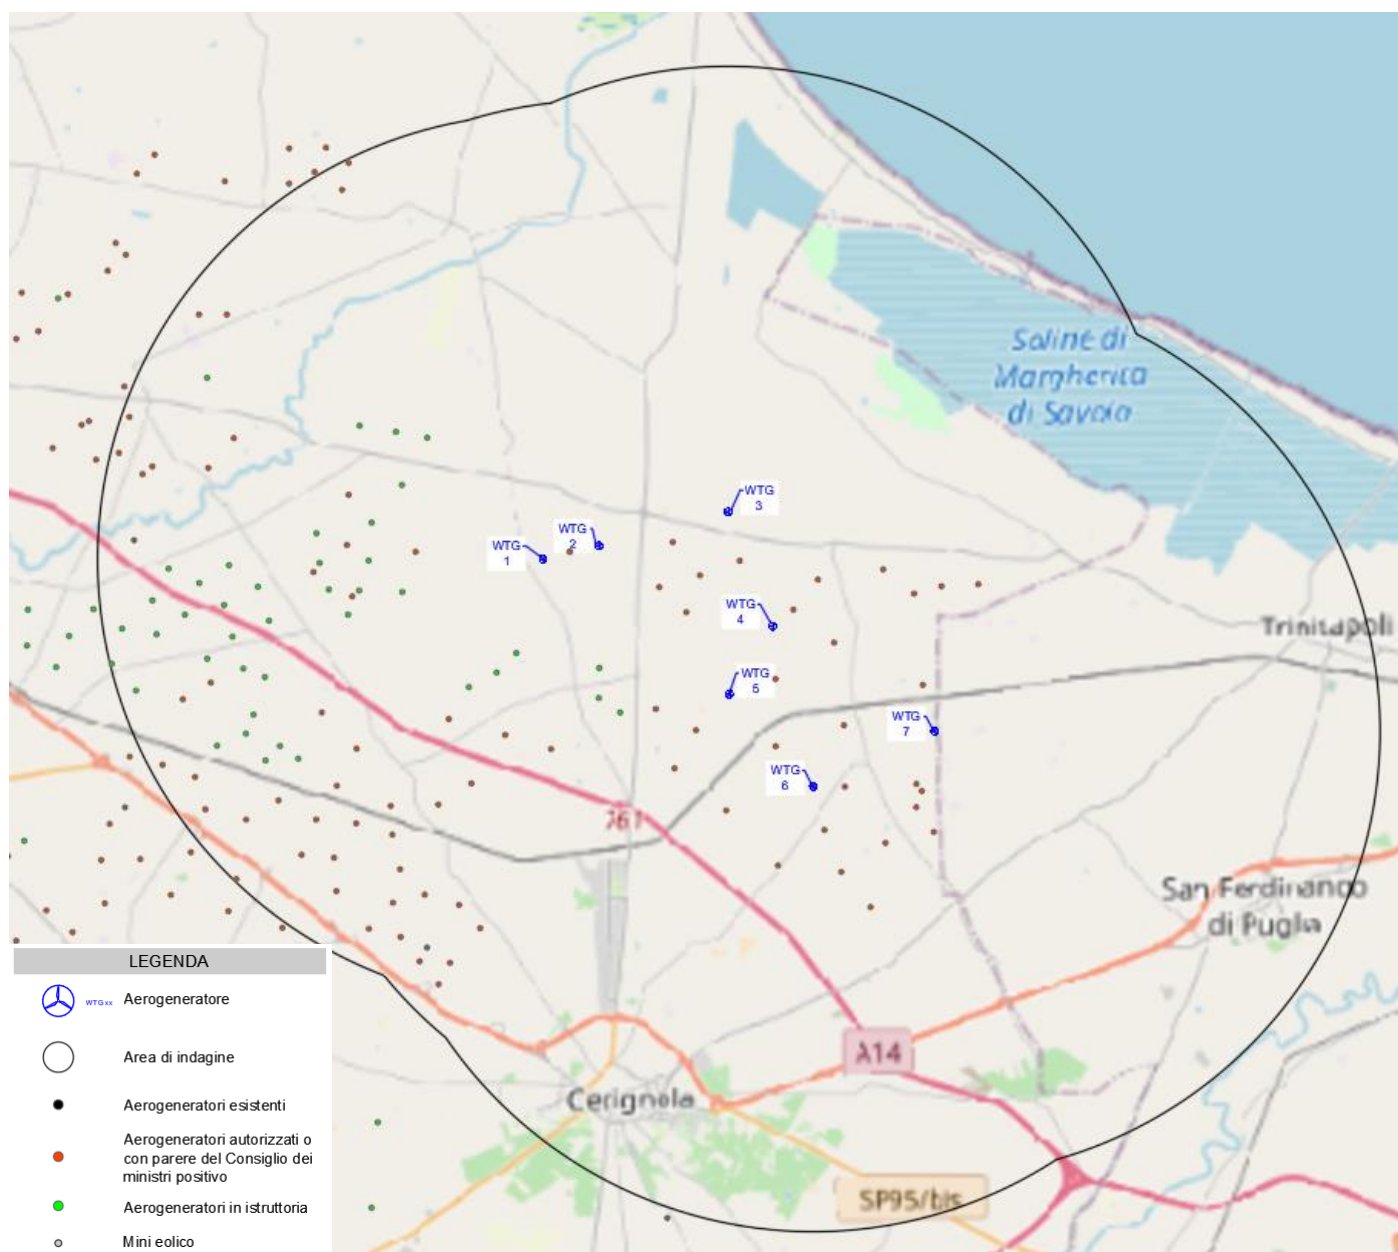 Saline di
Margherita
di Savoia
WTG
3
WTG
2
WTG
1
WTG
4
Trinitapoli
WTG
5
WTG
7
WTG
6
San Ferdinando
di Puglia
A14
Cerignola
SP95/bis
LEGENDA
WTGxx Aerogeneratore
Area di indagine
Aerogeneratori esistenti
Aerogeneratori autorizzati o
con parere del Consiglio dei
ministri positivo
Aerogeneratori in istruttoria
Mini eolico